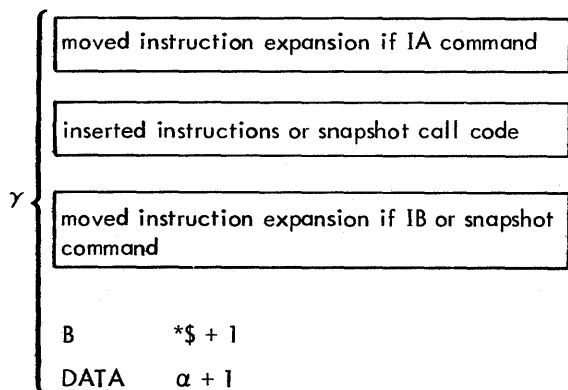 moved instruction expansion if IA command
inserted instructions or snapshot call code
γ
moved instruction expansion if IB or snapshot
command
B *$ + 1
DATA α + 1